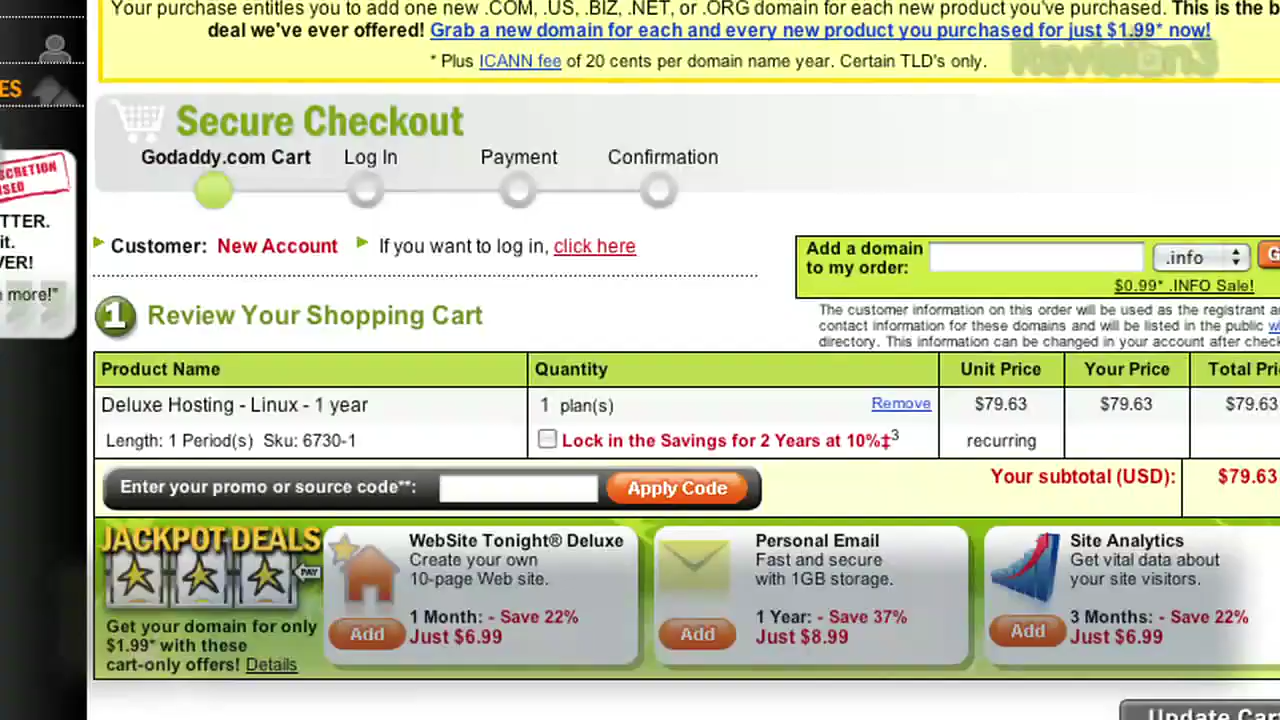 Your purchase entitles you to add one new .COM, .US, .BIZ, .NET, or .ORG domain for each new product you've purchased. This is the b
deal we've ever offered! Grab a new domain for each and every new product you purchased for just $1.99* now!
* Plus ICANN fee of 20 cents per domain name year. Certain TLD's only.
Revision3
ES
SCRETION
SED
TTER.
it.
VER!
n more!"
Secure Checkout
Godaddy.com Cart Log In Payment Confirmation
Customer: New Account If you want to log in, click here
Add a domain
to my order: .info G
$0.99* .INFO Sale!
The customer information on this order will be used as the registrant a
contact information for these domains and will be listed in the public w
directory. This information can be changed in your account after check
1 Review Your Shopping Cart
Product Name Quantity Unit Price Your Price Total Pri
Deluxe Hosting - Linux - 1 year 1 plan(s) Remove $79.63 $79.63 $79.63
Length: 1 Period(s) Sku: 6730-1 Lock in the Savings for 2 Years at 10%‡3 recurring
Enter your promo or source code**: Apply Code Your subtotal (USD): $79.63
JACKPOT DEALS
PAY
Get your domain for only
$1.99* with these
cart-only offers! Details
WebSite Tonight® Deluxe
Create your own
10-page Web site.
1 Month: - Save 22%
Add Just $6.99
Personal Email
Fast and secure
with 1GB storage.
1 Year: - Save 37%
Add Just $8.99
Site Analytics
Get vital data about
your site visitors.
3 Months: - Save 22%
Add Just $6.99
Update Car